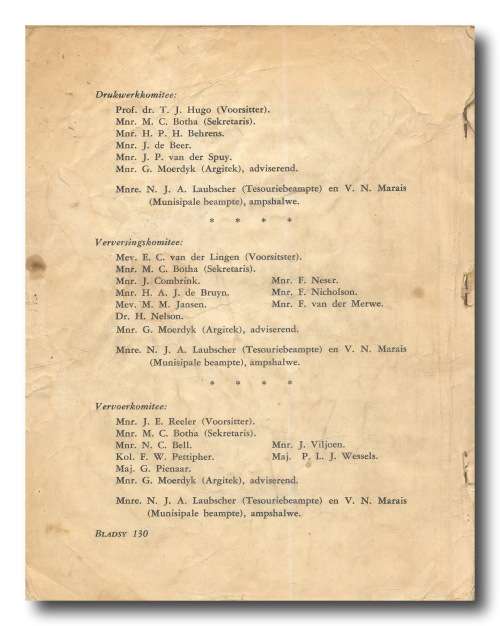 Drukwerkkomitee:
Prof. dr. T. J. Hugo (Voorsitter).
Mnr. M. C. Botha (Sekretaris).
Mnr. H. P. H. Behrens.
Mnr. J. de Beer.
Mnr. J. P. van der Spuy.
Mnr. G. Moerdyk (Argitek), adviserend.
Mnre. N. J. A. Laubscher (Tesouriebeampte) en V. N. Marais
(Munisipale beampte), ampshalwe.
* * * *
Verversingskomitee:
Mev. E. C. van der Lingen (Voorsitster).
Mnr. M. C. Botha (Sekretaris).
Mnr. J. Combrink. Mnr. F. Neser.
Mnr. H. A. J. de Bruyn. Mnr. F. Nicholson.
Mev. M. M. Jansen. Mnr. F. van der Merwe.
Dr. H. Nelson.
Mnr. G. Moerdyk (Argitek), adviserend.
Mnre. N. J. A. Laubscher (Tesouriebeampte) en V. N. Marais
(Munisipale beampte), ampshalwe.
* * * *
Vervoerkomitee:
Mnr. J. E. Reeler (Voorsitter).
Mnr. M. C. Botha (Sekretaris).
Mnr. N. C. Bell. Mnr. J. Viljoen.
Kol. F. W. Pettipher. Maj. P. L. J. Wessels.
Maj. G. Pienaar.
Mnr. G. Moerdyk (Argitek), adviserend.
Mnre. N. J. A. Laubscher (Tesouriebeampte) en V. N. Marais
(Munisipale beampte), ampshalwe.
BLADSY 130